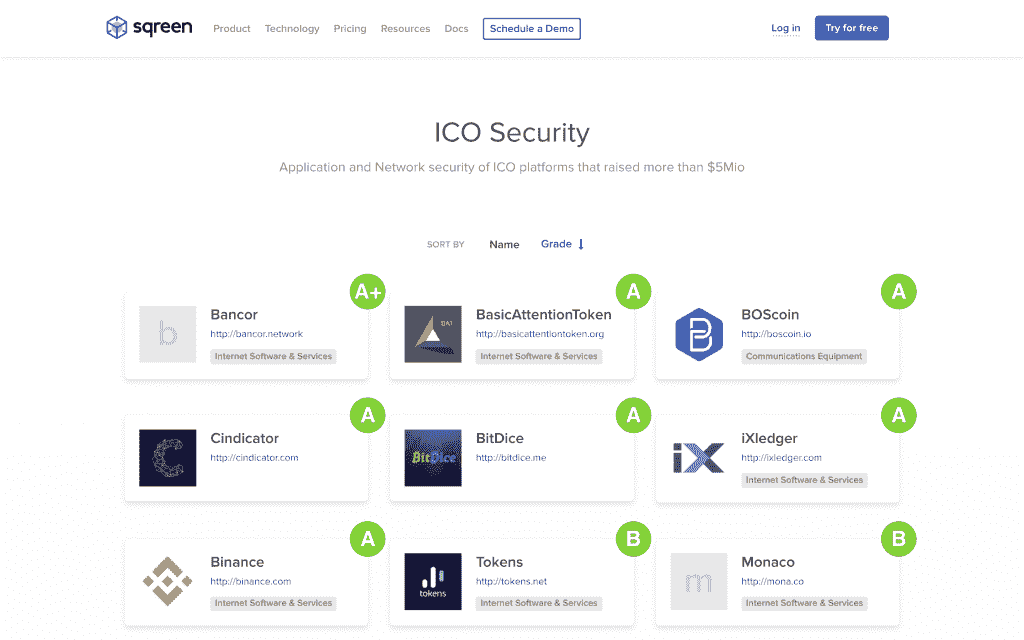 sqreen
Product Technology Pricing Resources Docs Schedule a Demo Log in Try for free
ICO Security
Application and Network security of ICO platforms that raised more than $5Mio
SORT BY Name Grade
A+
b
Bancor
http://bancor.network
Internet Software & Services
A
BAT
BasicAttentionToken
http://basicattentiontoken.org
Internet Software & Services
A
BOScoin
http://boscoin.io
Communications Equipment
A
Cindicator
http://cindicator.com
A
BitDice
BitDice
http://bitdice.me
A
iX
iXledger
http://ixledger.com
Internet Software & Services
A
Binance
http://binance.com
Internet Software & Services
B
tokens
Tokens
http://tokens.net
Internet Software & Services
B
m
Monaco
http://mona.co
Internet Software & Services